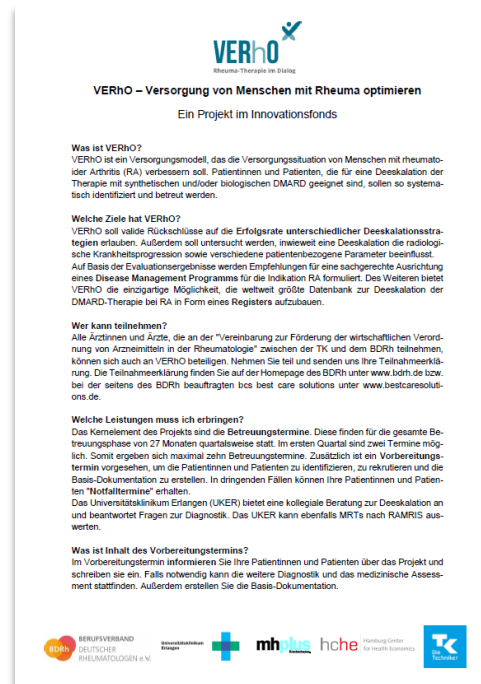 VERhO
Rheuma-Therapie im Dialog
VERhO – Versorgung von Menschen mit Rheuma optimieren
Ein Projekt im Innovationsfonds
Was ist VERhO?
VERhO ist ein Versorgungsmodell, das die Versorgungssituation von Menschen mit rheumato-
ider Arthritis (RA) verbessern soll. Patientinnen und Patienten, die für eine Deeskalation der
Therapie mit synthetischen und/oder biologischen DMARD geeignet sind, sollen so systema-
tisch identifiziert und betreut werden.
Welche Ziele hat VERhO?
VERhO soll valide Rückschlüsse auf die Erfolgsrate unterschiedlicher Deeskalationsstra-
tegien erlauben. Außerdem soll untersucht werden, inwieweit eine Deeskalation die radiologi-
sche Krankheitsprogression sowie verschiedene patientenbezogene Parameter beeinflusst.
Auf Basis der Evaluationsergebnisse werden Empfehlungen für eine sachgerechte Ausrichtung
eines Disease Management Programms für die Indikation RA formuliert. Des Weiteren bietet
VERhO die einzigartige Möglichkeit, die weltweit größte Datenbank zur Deeskalation der
DMARD-Therapie bei RA in Form eines Registers aufzubauen.
Wer kann teilnehmen?
Alle Ärztinnen und Ärzte, die an der "Vereinbarung zur Förderung der wirtschaftlichen Verord-
nung von Arzneimitteln in der Rheumatologie" zwischen der TK und dem BDRh teilnehmen,
können sich auch an VERhO beteiligen. Nehmen Sie teil und senden uns Ihre Teilnahmeerklä-
rung. Die Teilnahmeerklärung finden Sie auf der Homepage des BDRh unter www.bdrh.de bzw.
bei der seitens des BDRh beauftragten bcs best care solutions unter www.bestcaresoluti-
ons.de.
Welche Leistungen muss ich erbringen?
Das Kernelement des Projekts sind die Betreuungstermine. Diese finden für die gesamte Be-
treuungsphase von 27 Monaten quartalsweise statt. Im ersten Quartal sind zwei Termine mög-
lich. Somit ergeben sich maximal zehn Betreuungstermine. Zusätzlich ist ein Vorbereitungs-
termin vorgesehen, um die Patientinnen und Patienten zu identifizieren, zu rekrutieren und die
Basis-Dokumentation zu erstellen. In dringenden Fällen können Ihre Patientinnen und Patien-
ten "Notfalltermine" erhalten.
Das Universitätsklinikum Erlangen (UKER) bietet eine kollegiale Beratung zur Deeskalation an
und beantwortet Fragen zur Diagnostik. Das UKER kann ebenfalls MRTs nach RAMRIS aus-
werten.
Was ist Inhalt des Vorbereitungstermins?
Im Vorbereitungstermin informieren Sie Ihre Patientinnen und Patienten über das Projekt und
schreiben sie ein. Falls notwendig kann die weitere Diagnostik und das medizinische Assess-
ment stattfinden. Außerdem erstellen Sie die Basis-Dokumentation.
BDRh
BERUFSVERBAND
DEUTSCHER
RHEUMATOLOGEN e.V.
Universitätsklinikum
Erlangen
mhplus
Krankenkasse
hche
Hamburg Center
for Health Economics
TK
Die
Techniker